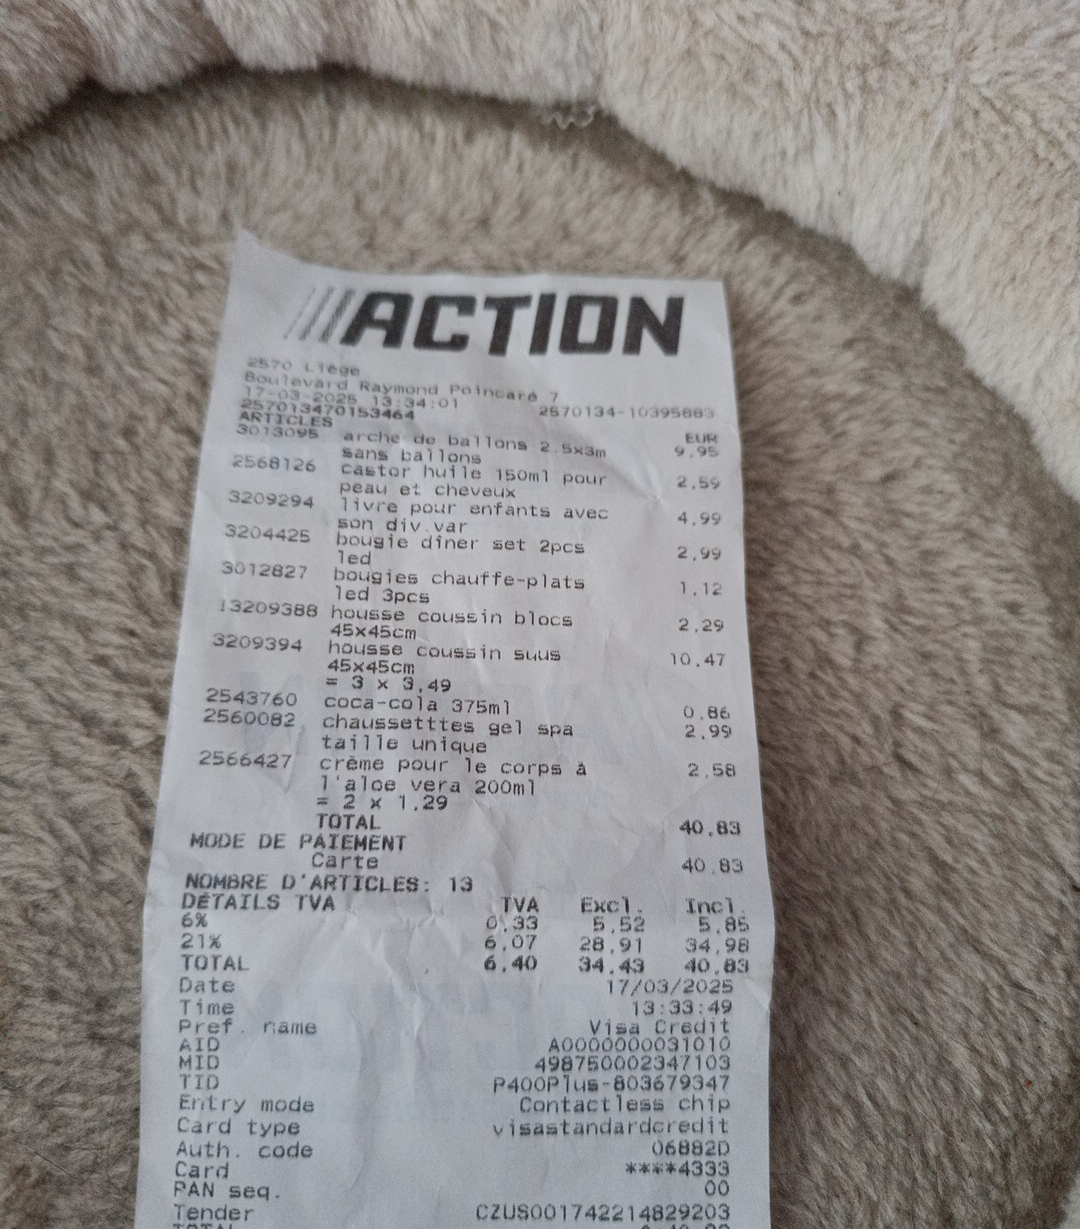 ACTION
2570 Liège
Boulevard Raymond Poincaré 7
17-03-2025 13:34:01 2570134-10395883
257013470153464
ARTICLES EUR
3013095 arche de ballons 2.5x3m 9.95
sans ballons
2568126 castor huile 150ml pour 2.59
peau et cheveux
3209294 livre pour enfants avec 4.99
son div.var
3204425 bougie diner set 2pcs 2.99
led
3012827 bougies chauffe-plats 1.12
led 3pcs
!3209388 housse coussin blocs 2.29
45x45cm
3209394 housse coussin suus 10.47
45x45cm
= 3 x 3.49
2543760 coca-cola 375ml 0.86
2560082 chaussetttes gel spa 2.99
taille unique
2566427 crème pour le corps à 2.58
l'aloe vera 200ml
= 2 x 1.29
TOTAL 40.83
MODE DE PAIEMENT
Carte 40.83
NOMBRE D'ARTICLES: 13
DÉTAILS TVA TVA Excl. Incl.
6% 0.33 5.52 5.85
21% 6.07 28.91 34.98
TOTAL 6.40 34.43 40.83
Date 17/03/2025
Time 13:33:49
Pref. name Visa Credit
AID A0000000031010
MID 498750002347103
TID P400Plus-803679347
Entry mode Contactless chip
Card type visastandardcredit
Auth. code 06882D
Card ****4333
PAN seq. 00
Tender CZUS001742214829203
TOTAL